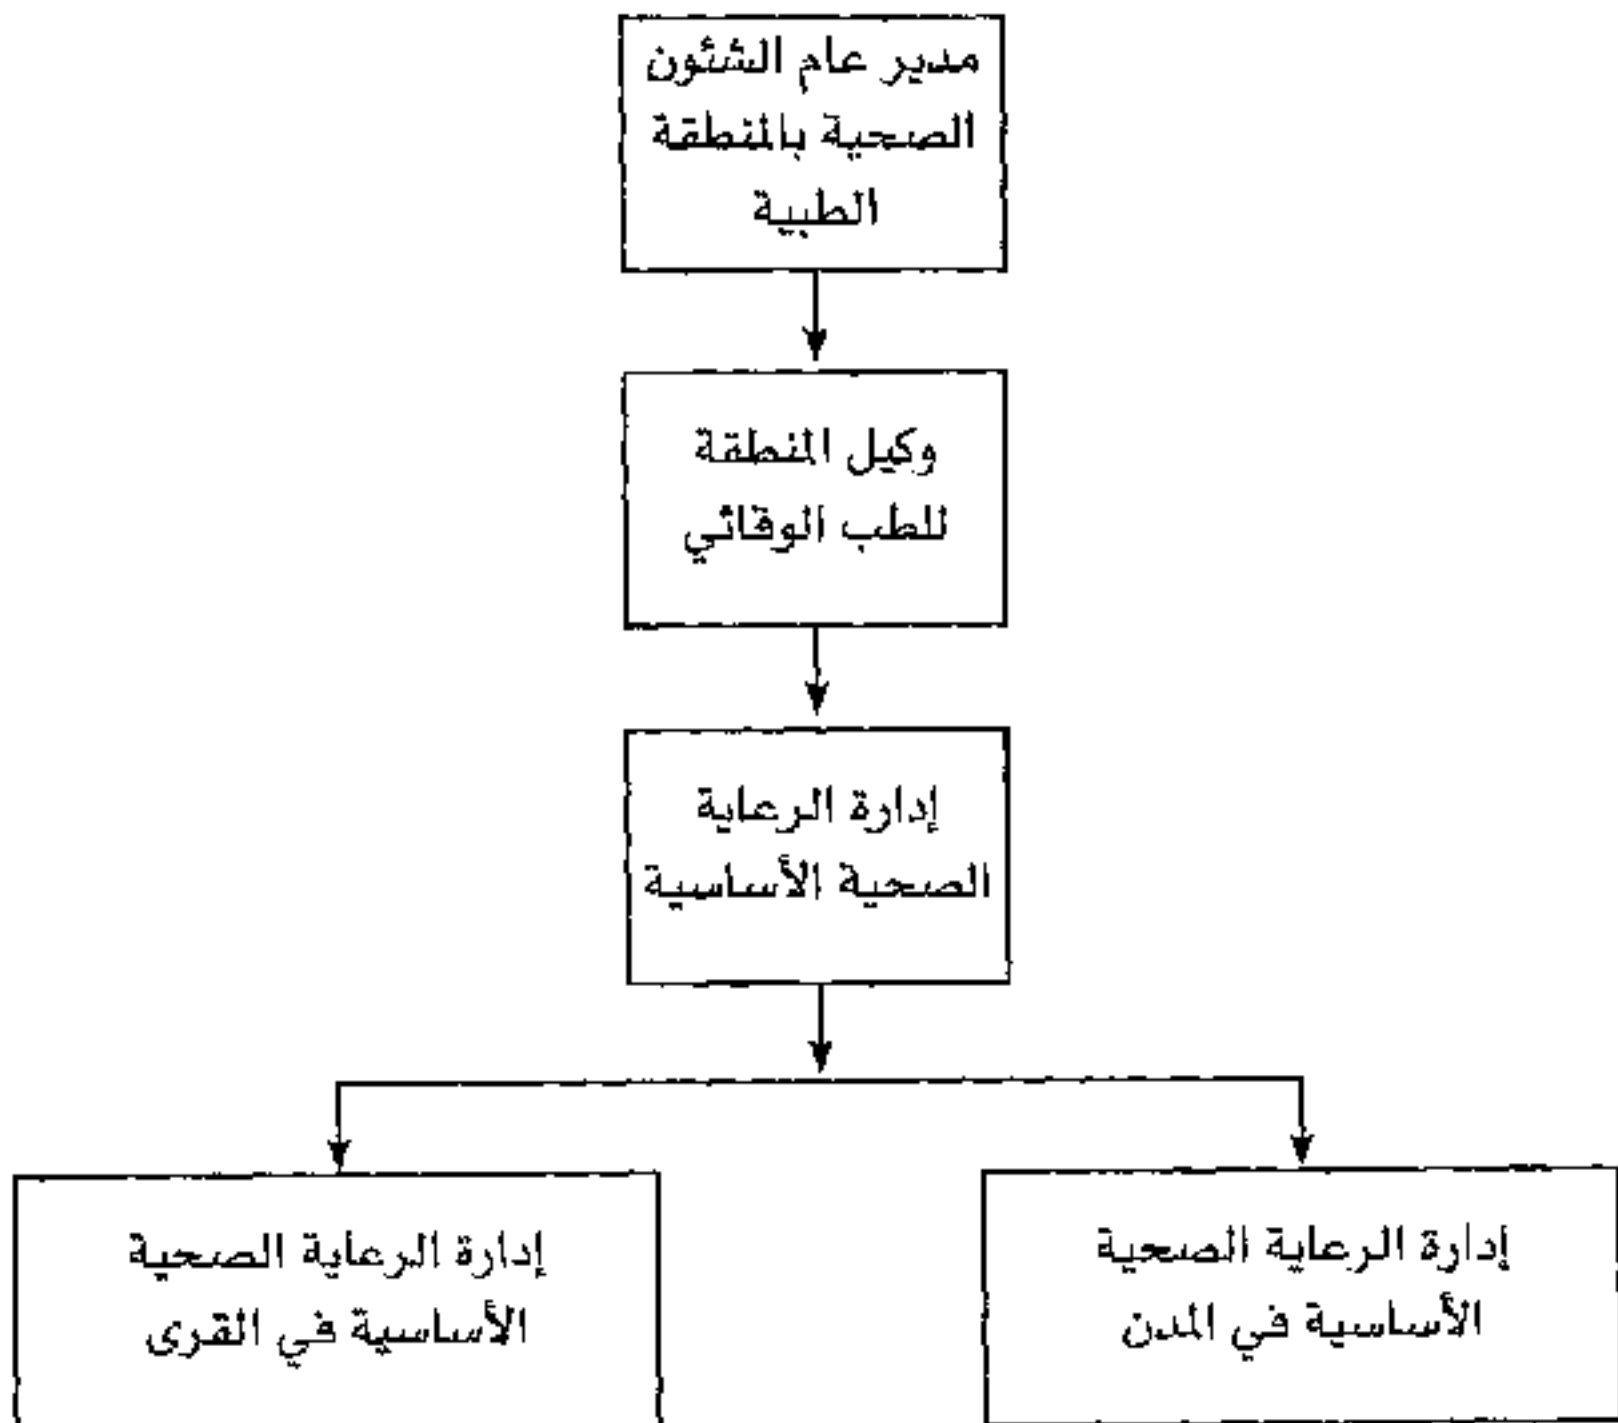 مدير عام الشئون
الصحية بالمنطقة
الطبية
وكيل المنطقة
للطب الوقائي
إدارة الرعاية
الصحية الأساسية
إدارة الرعاية الصحية
الأساسية في المدن
إدارة الرعاية الصحية
الأساسية في القرى